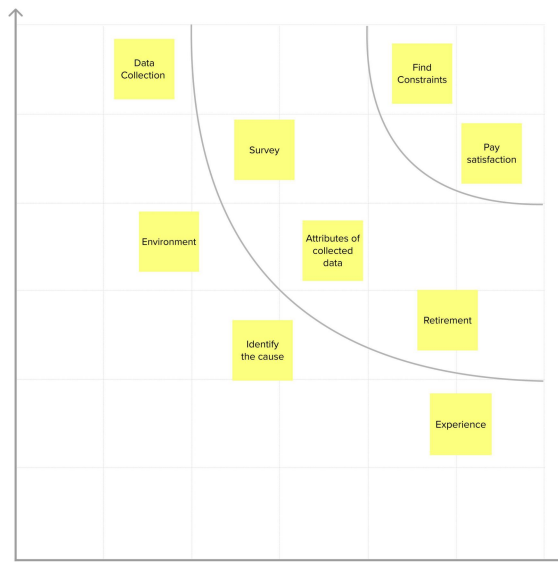 Data
Collection
Find
Constraints
Survey
Pay
satisfaction
Environment
Attributes of
collected
data
Retirement
Identify
the cause
Experience